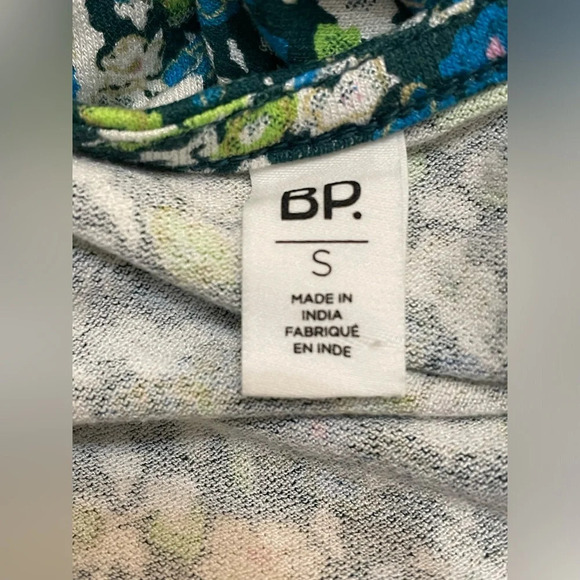 BP.
S
MADE IN
INDIA
FABRIQUÉ
EN INDE